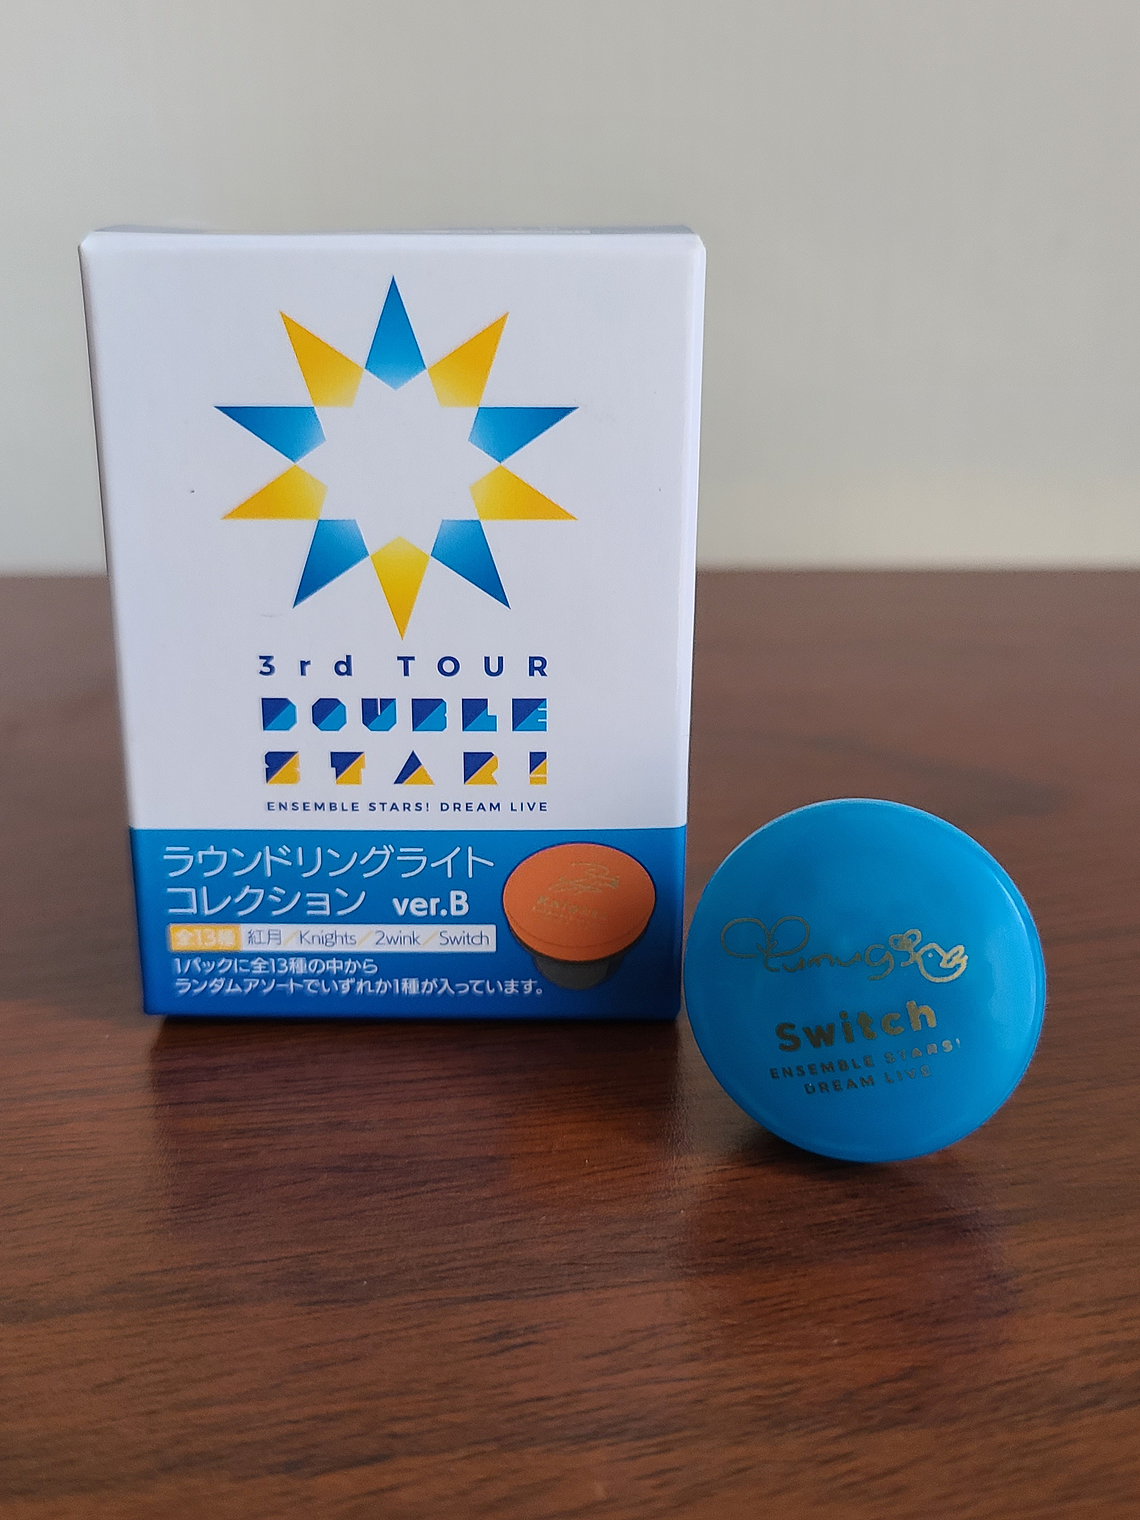 3rd TOUR
DOUBLE
STAR!
ENSEMBLE STARS! DREAM LIVE
ラウンドリングライト
コレクション ver.B
全13種 紅月/Knights/2wink/Switch
1パックに全13種の中から
ランダムアソートでいずれか1種が入っています。
Knights
Switch
ENSEMBLE STARS!
DREAM LIVE